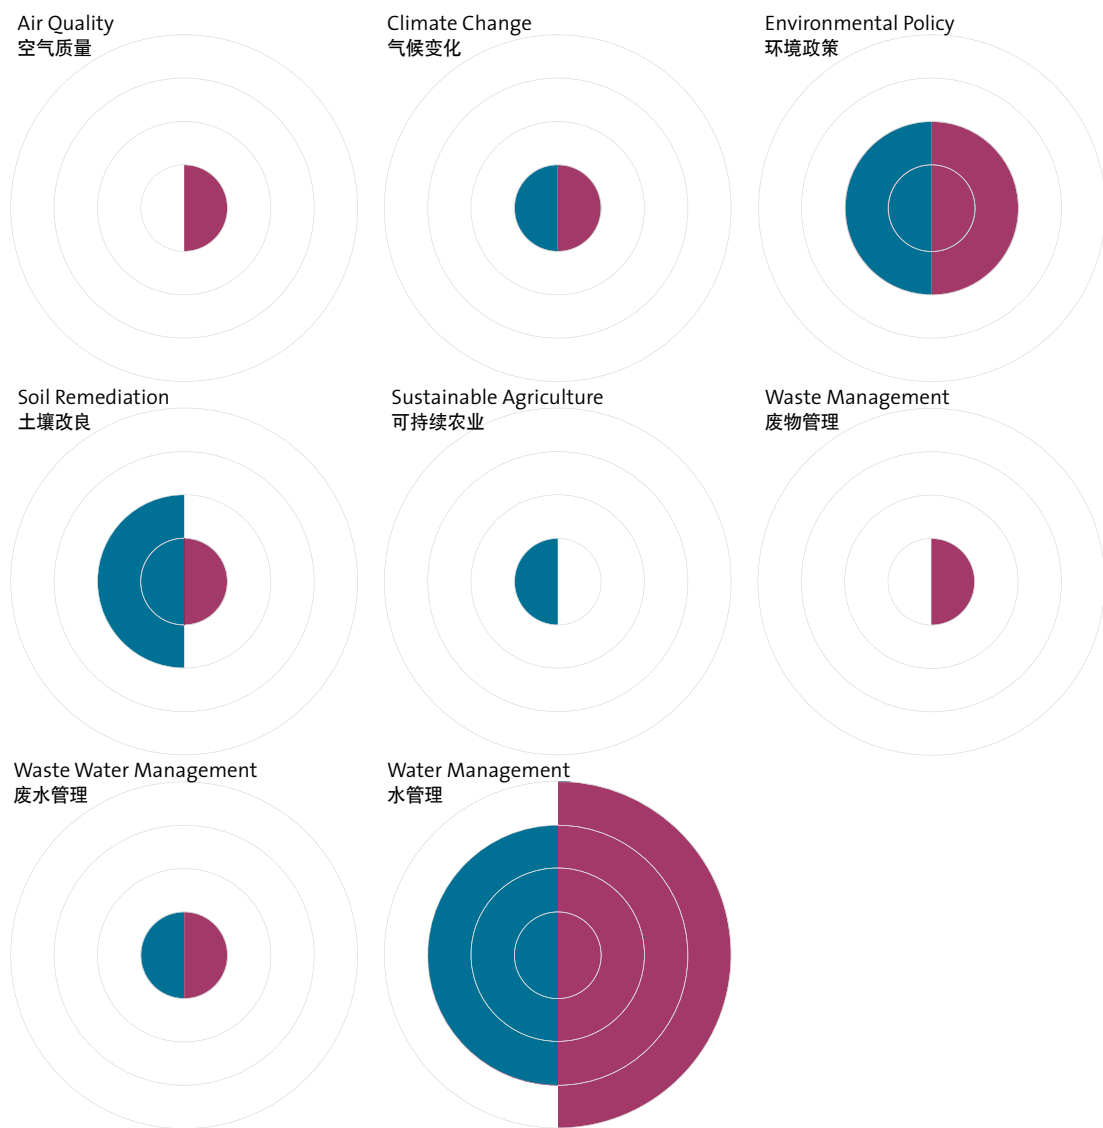 Air Quality
空气质量
Climate Change
气候变化
Environmental Policy
环境政策
Soil Remediation
土壤改良
Sustainable Agriculture
可持续农业
Waste Management
废物管理
Waste Water Management
废水管理
Water Management
水管理